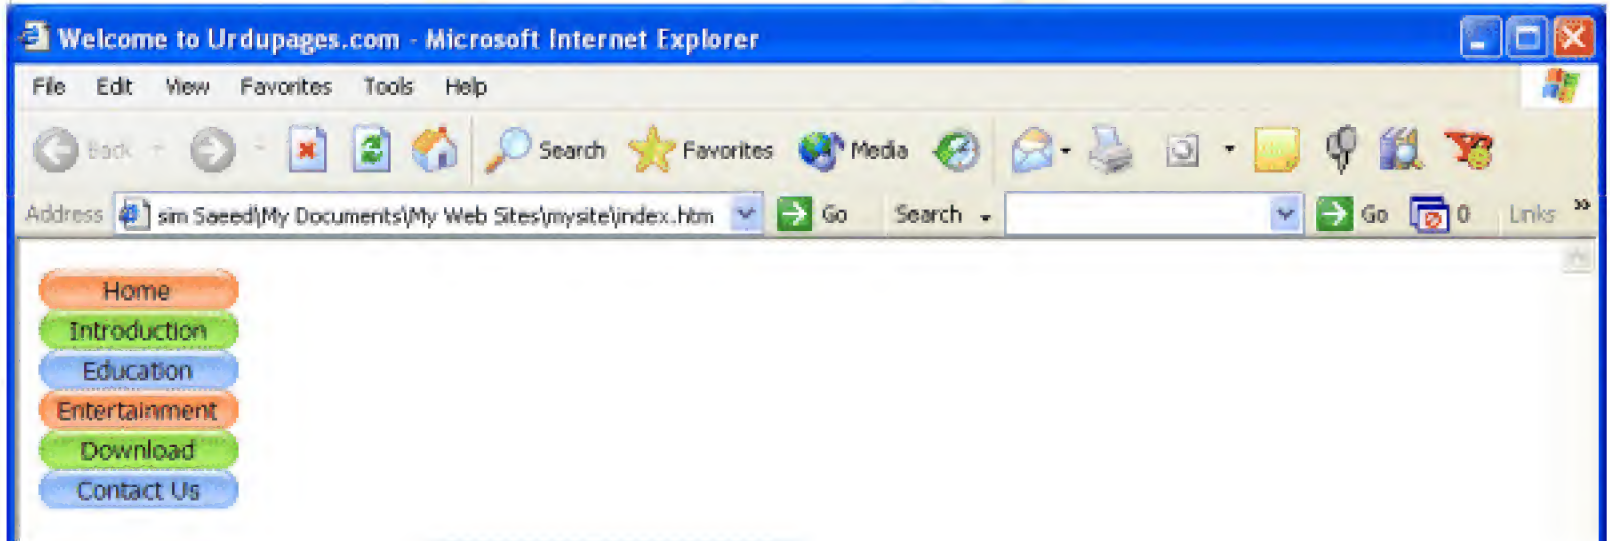 Welcome to Urdupages.com - Microsoft Internet Explorer
File Edit View Favorites Tools Help
Back Search Favorites Media
Address sim Saeed\My Documents\My Web Sites\mysite\index.htm Go Search Go 0 Links »
Home
Introduction
Education
Entertainment
Download
Contact Us